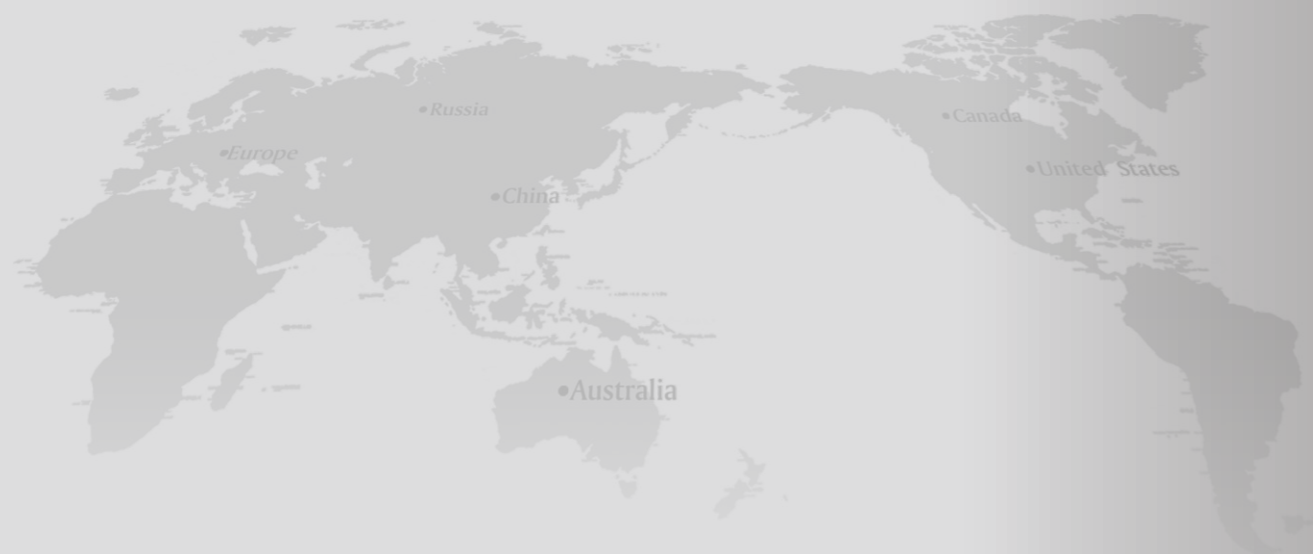 Russia
Canada
Europe
United States
China
Australia